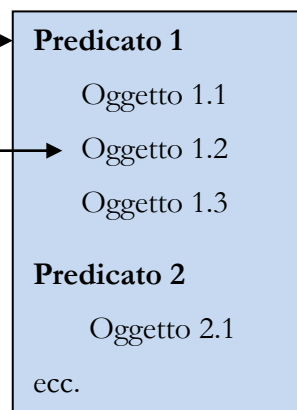 Predicato 1
Oggetto 1.1
Oggetto 1.2
Oggetto 1.3
Predicato 2
Oggetto 2.1
ecc.